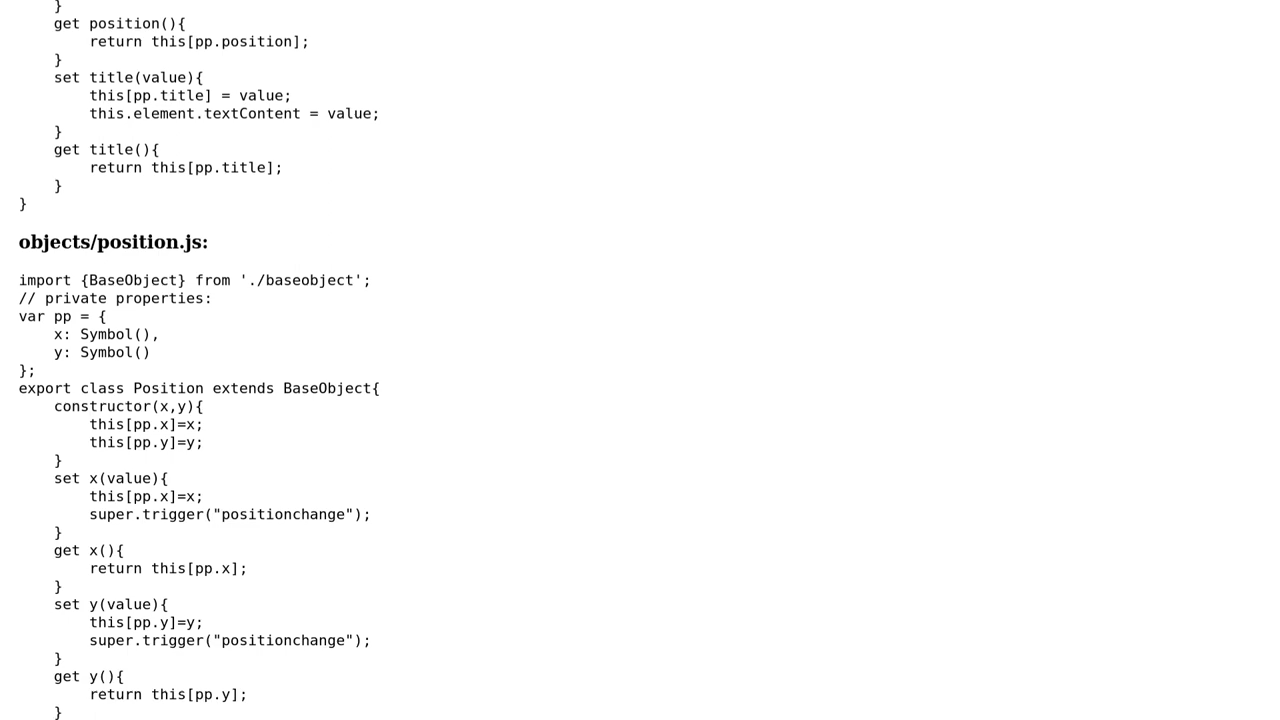 }
    get position(){
        return this[pp.position];
    }
    set title(value){
        this[pp.title] = value;
        this.element.textContent = value;
    }
    get title(){
        return this[pp.title];
    }
}
objects/position.js:
import {BaseObject} from './baseobject';
// private properties:
var pp = {
    x: Symbol(),
    y: Symbol()
};
export class Position extends BaseObject{
    constructor(x,y){
        this[pp.x]=x;
        this[pp.y]=y;
    }
    set x(value){
        this[pp.x]=x;
        super.trigger("positionchange");
    }
    get x(){
        return this[pp.x];
    }
    set y(value){
        this[pp.y]=y;
        super.trigger("positionchange");
    }
    get y(){
        return this[pp.y];
    }